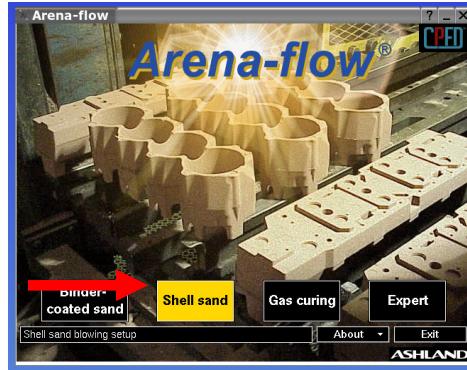 Arena-flow
? _ X
CPFD
Arena-flow®
Binder-
coated sand
Shell sand
Gas curing
Expert
Shell sand blowing setup
About
Exit
ASHLAND